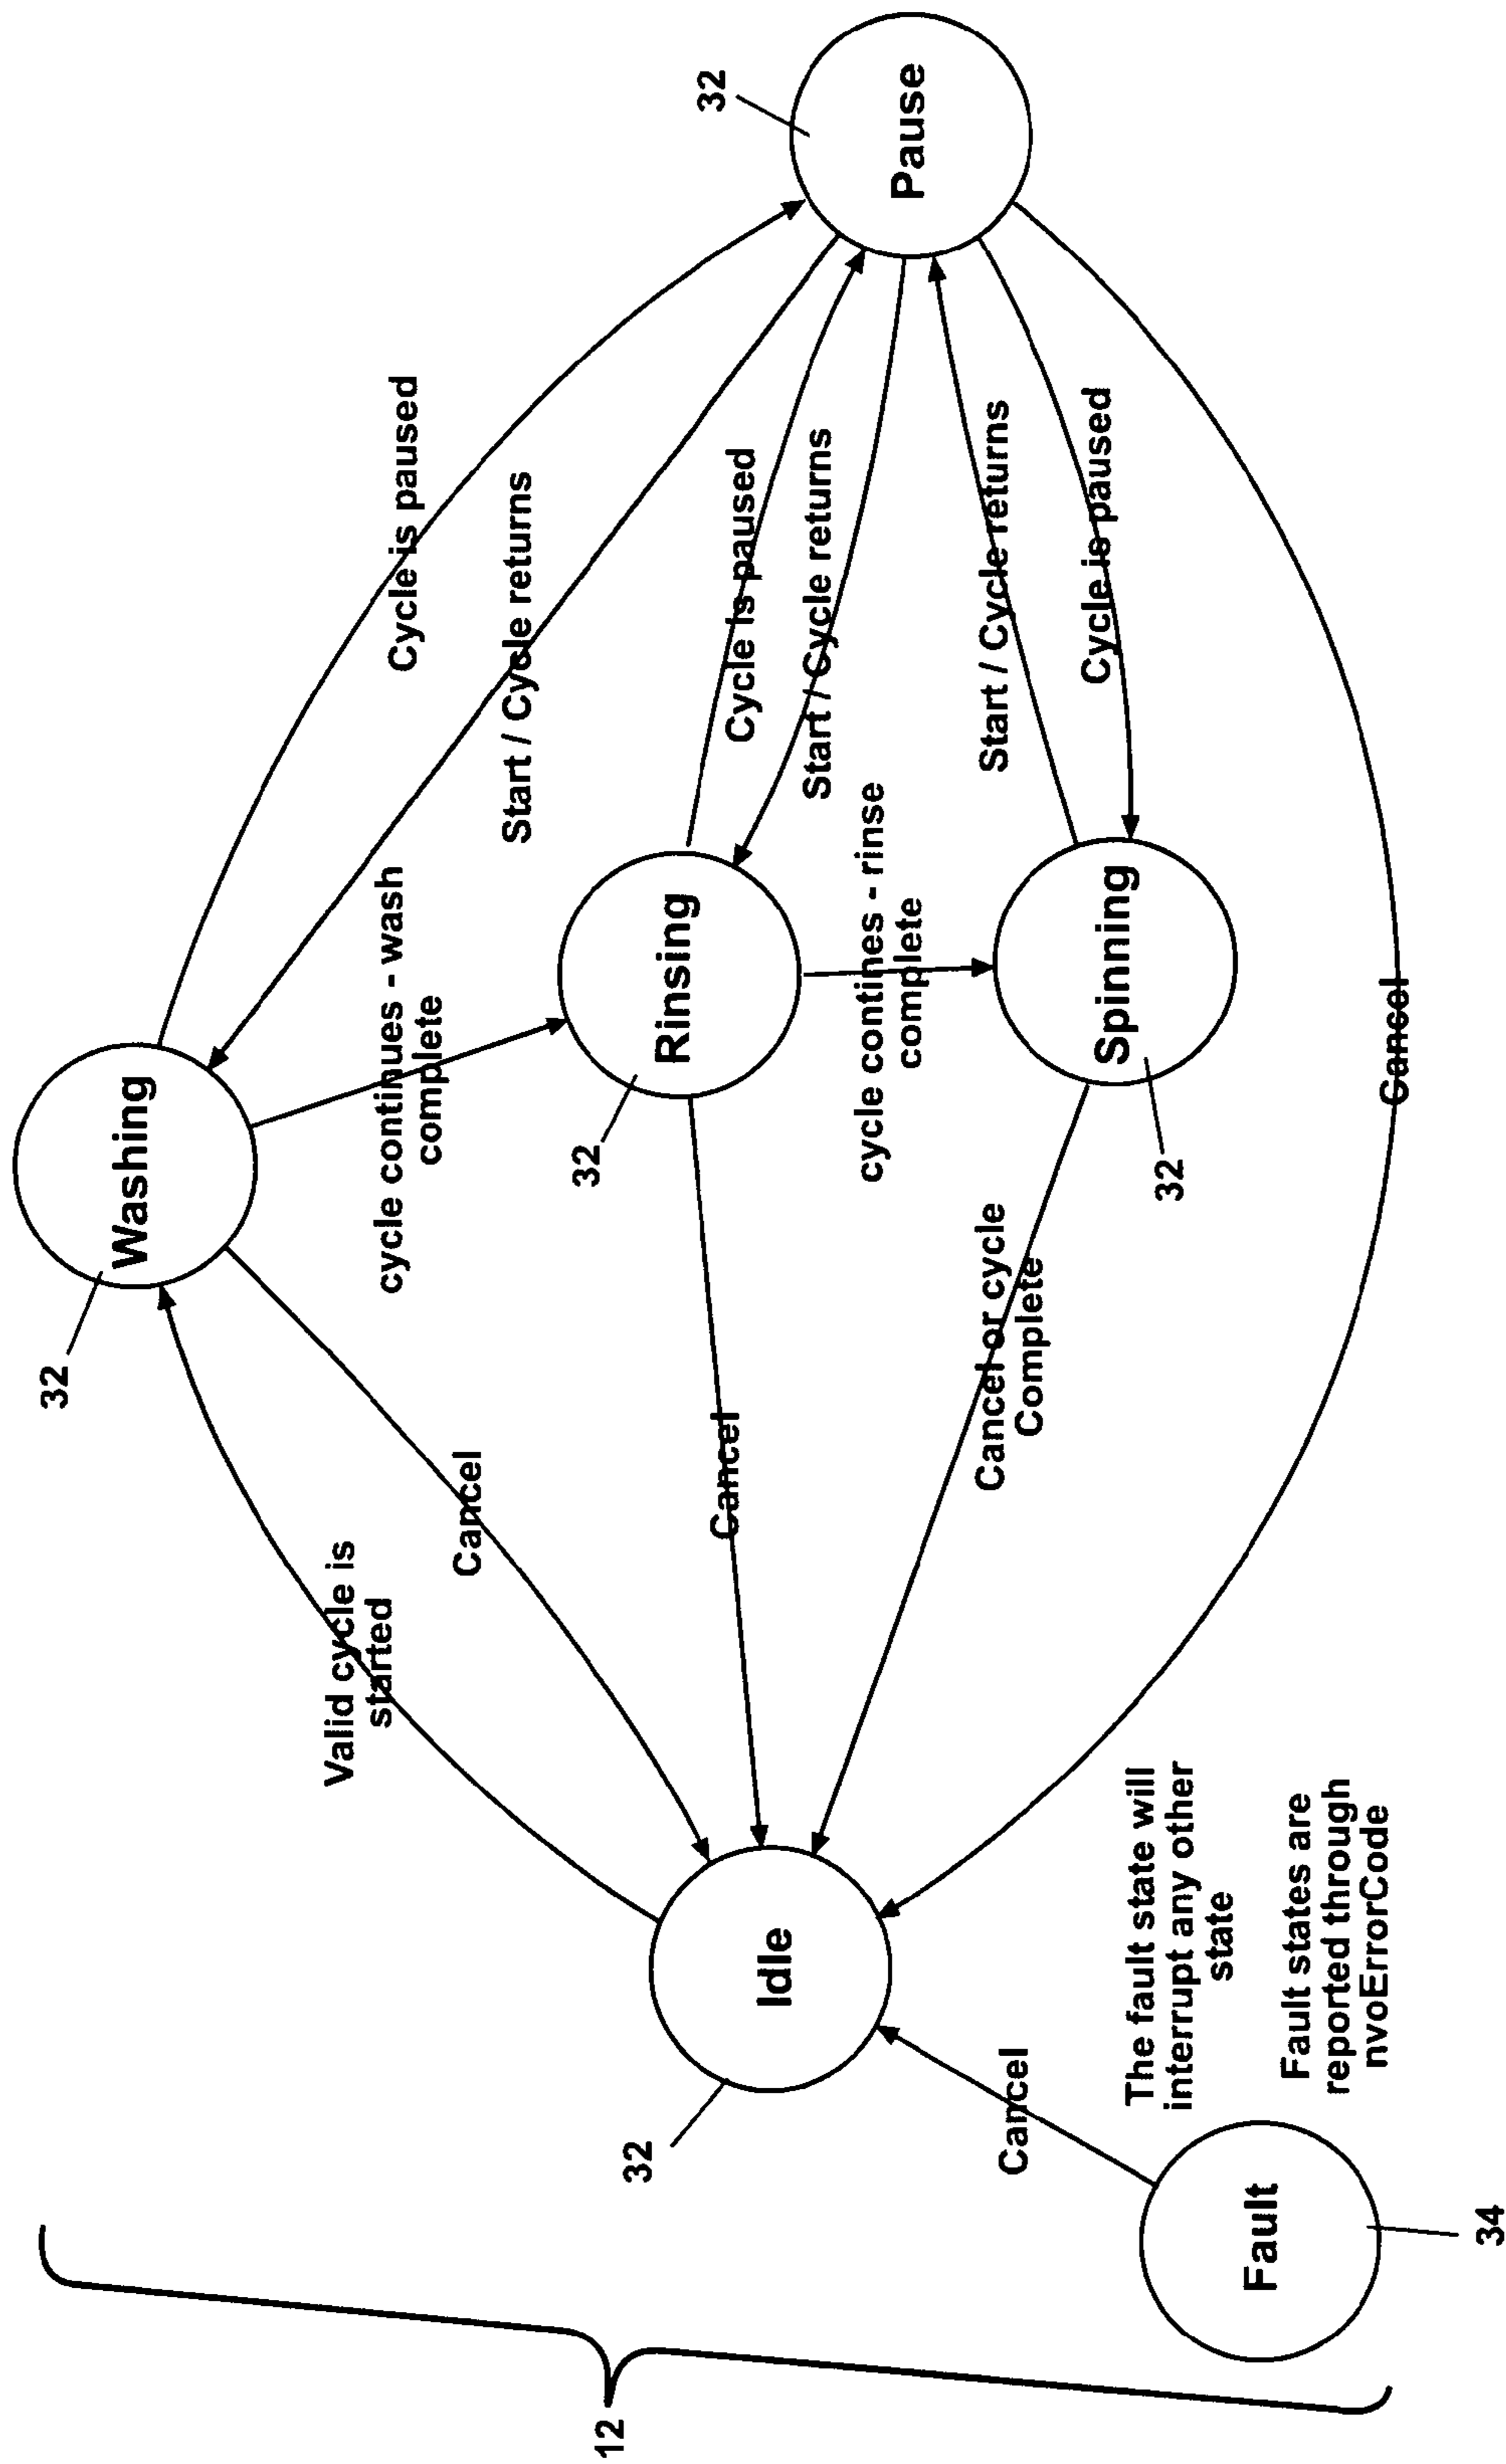 32
Washing
Valid cycle is
started
Cancel
cycle continues - wash
complete
Cycle is paused
Start / Cycle returns
32
Pause
32
Idle
Cancel
32
Rinsing
Cycle is paused
Start / Cycle returns
cycle contines - rinse
complete
Cancel or cycle
Complete
32
Spinning
Start / Cycle returns
Cycle is paused
Cancel
12
Fault
34
Cancel
The fault state will
interrupt any other
state
Fault states are
reported through
nvoErrorCode
32